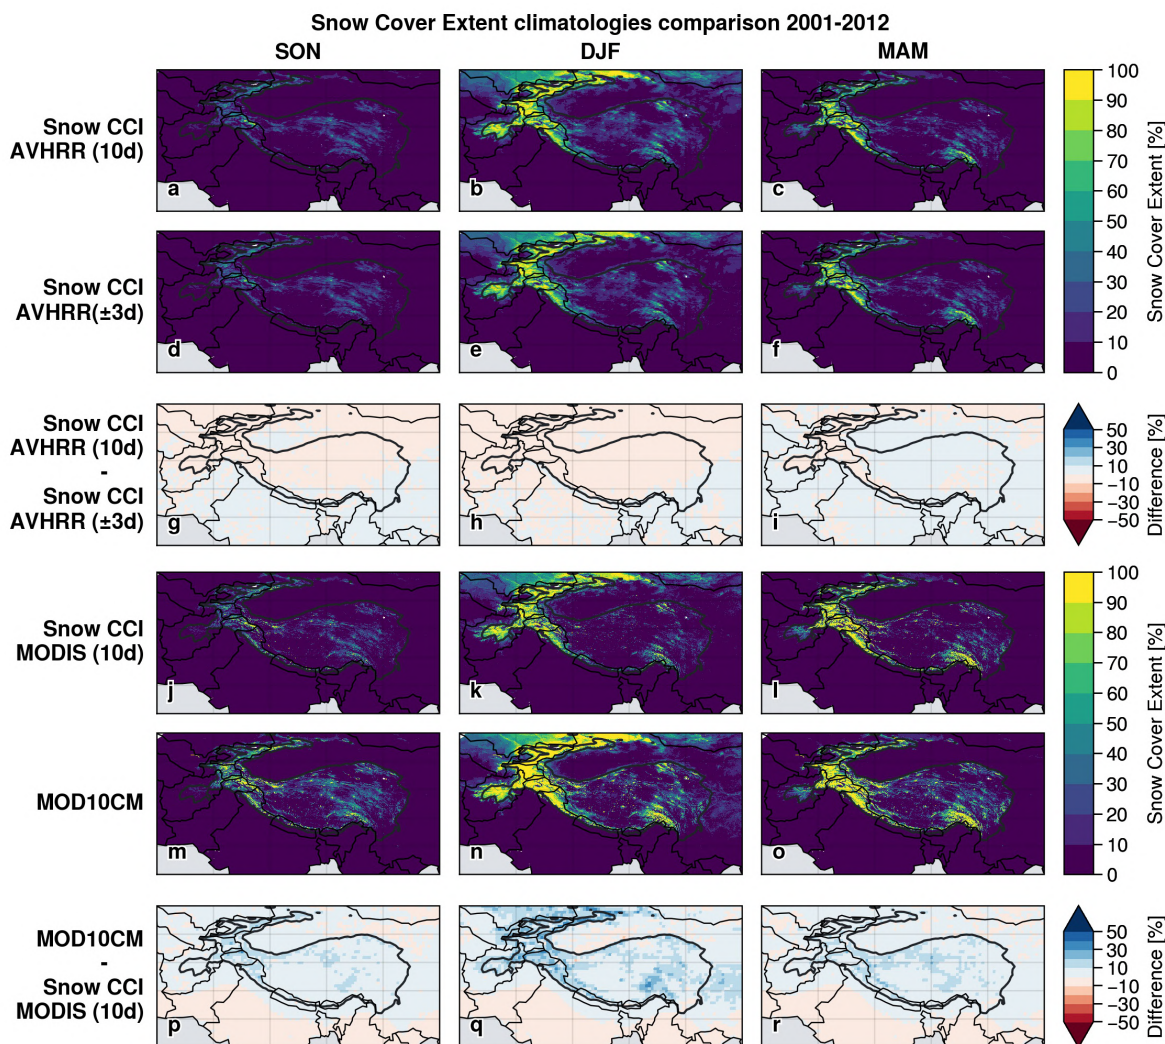 Snow Cover Extent climatologies comparison 2001-2012
SON
DJF
MAM
Snow CCI
AVHRR (10d)
a
b
c
Snow CCI
AVHRR(±3d)
d
e
f
100
90
80
70
60
50
40
30
20
10
0
Snow Cover Extent [%]
Snow CCI
AVHRR (10d)
-
Snow CCI
AVHRR (±3d)
g
h
i
50
30
10
−10
−30
−50
Difference [%]
Snow CCI
MODIS (10d)
j
k
l
MOD10CM
m
n
o
100
90
80
70
60
50
40
30
20
10
0
Snow Cover Extent [%]
MOD10CM
-
Snow CCI
MODIS (10d)
p
q
r
50
30
10
−10
−30
−50
Difference [%]